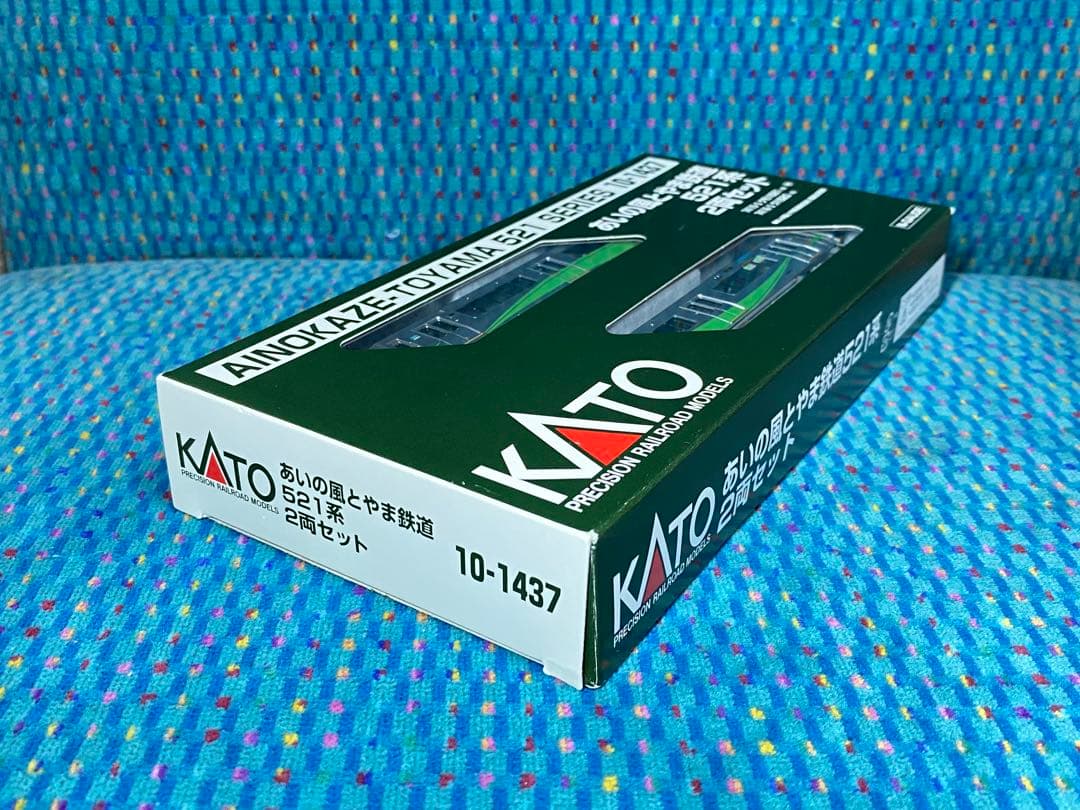 AINOKAZE-TOYAMA 521 SERIES 10-1437
あいの風とやま鉄道
521系
2両セット
KATO
PRECISION RAILROAD MODELS
KATO
PRECISION RAILROAD MODELS
あいの風とやま鉄道
521系
2両セット
10-1437
KATO
PRECISION RAILROAD MODELS
あいの風とやま鉄道521系
2両セット